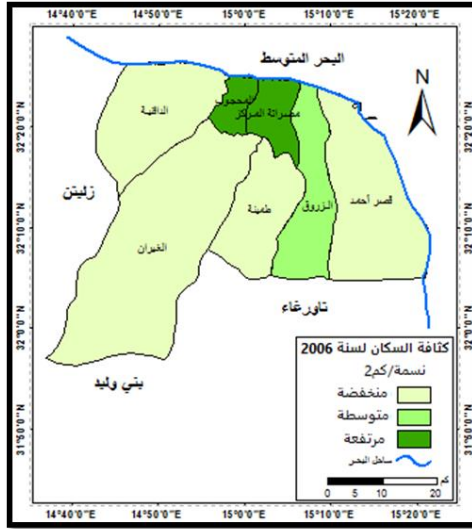 14°40'0"E 14°50'0"E 15°0'0"E 15°10'0"E 15°20'0"E
البحر المتوسط
N
الدافنية
المحجوب
مصراتة المركز
32°20'0"N
32°20'0"N
زليتن
الغيران
طمينة
الزروق
قصر أحمد
32°10'0"N
32°10'0"N
تاورغاء
32°0'0"N
32°0'0"N
بني وليد
كثافة السكان لسنة 2006
نسمة/كم2
منخفضة
متوسطة
مرتفعة
ساحل البحر
كم
0 5 10 20
31°50'0"N
31°50'0"N
14°40'0"E 14°50'0"E 15°0'0"E 15°10'0"E 15°20'0"E